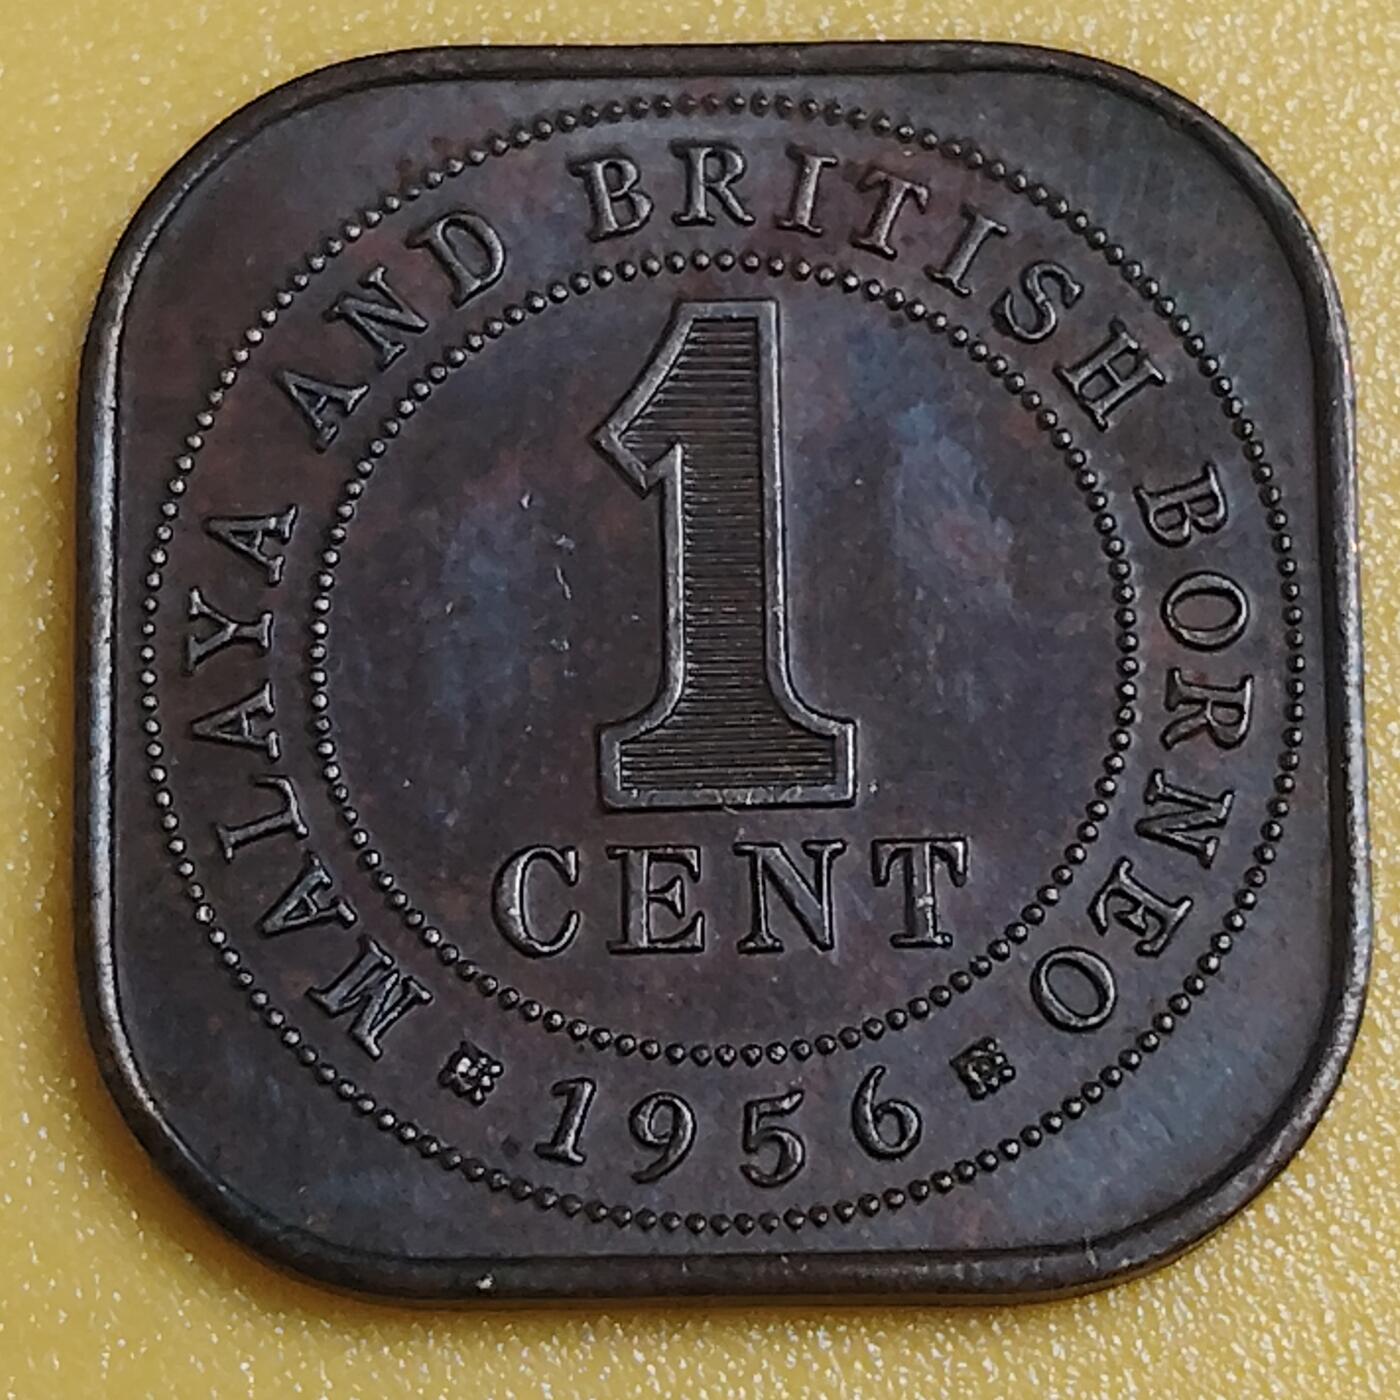 MALAYA AND BRITISH BORNEO
1
CENT
1956